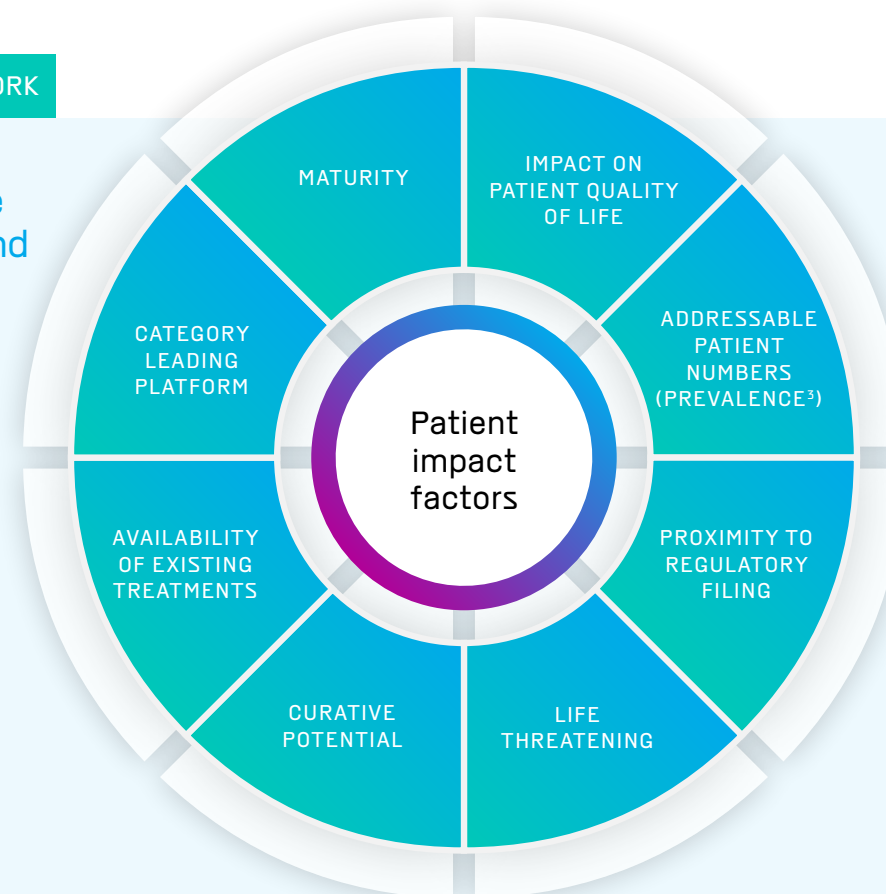 MATURITY
IMPACT ON
PATIENT QUALITY
OF LIFE
ADDRESSABLE
PATIENT
NUMBERS
(PREVALENCE³)
PROXIMITY TO
REGULATORY
FILING
LIFE
THREATENING
CURATIVE
POTENTIAL
AVAILABILITY
OF EXISTING
TREATMENTS
CATEGORY
LEADING
PLATFORM
Patient
impact
factors